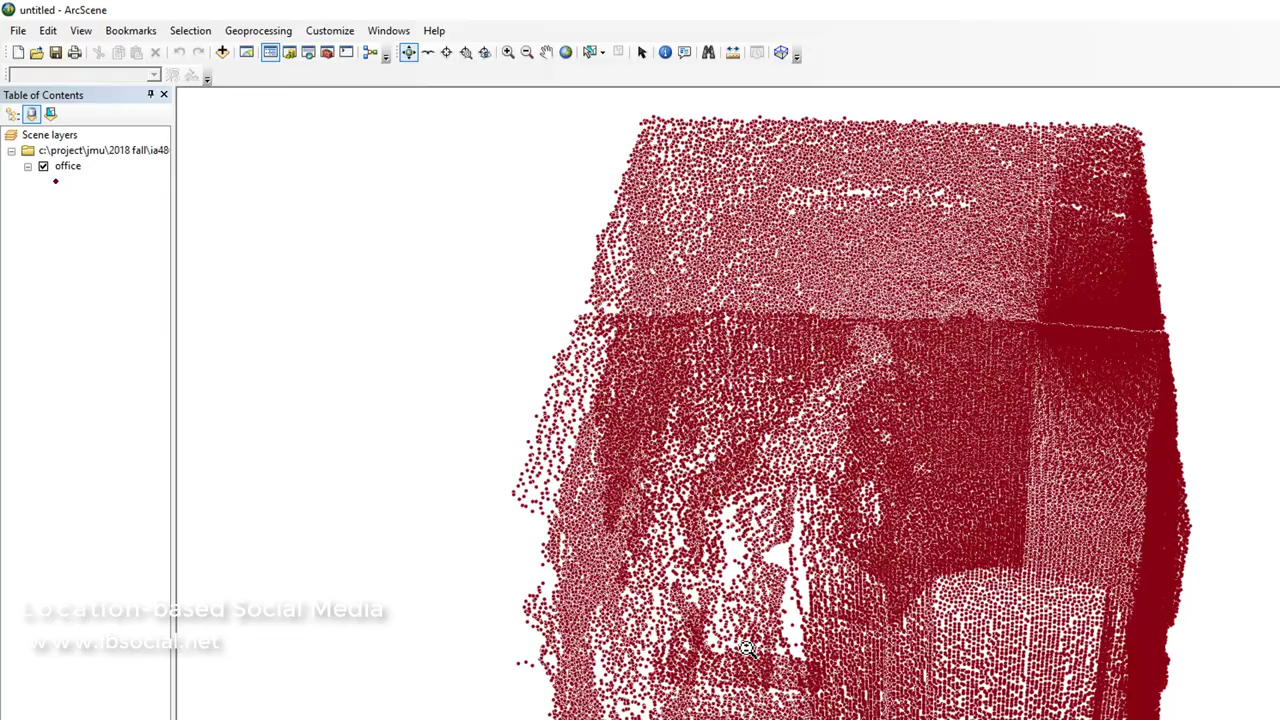 untitled - ArcScene
File Edit View Bookmarks Selection Geoprocessing Customize Windows Help
Table of Contents
Scene layers
c:\project\jmu\2018 fall\ia48
office
Location-based Social Media
www.lbsocial.net